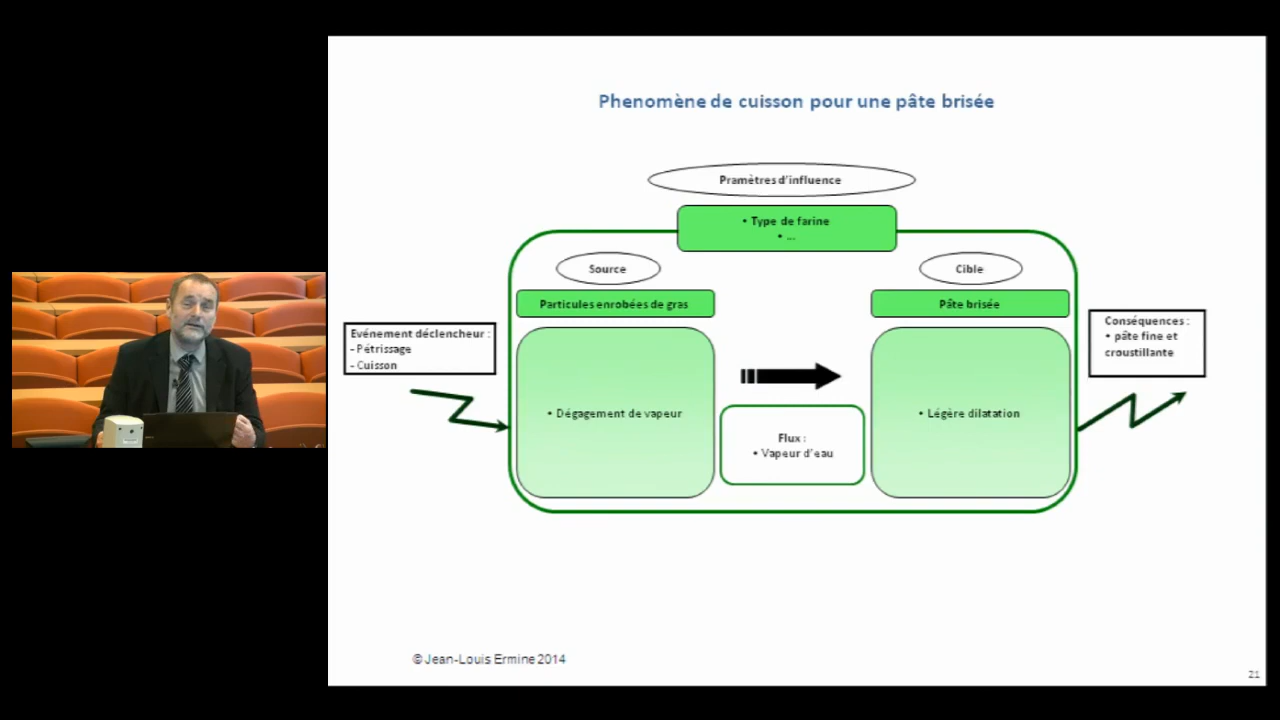 Phenomène de cuisson pour une pâte brisée
Pramètres d'influence
• Type de farine
• ...
Source
Cible
Particules enrobées de gras
Pâte brisée
Evénement déclencheur :
- Pétrissage
- Cuisson
Conséquences :
• pâte fine et
croustillante
• Dégagement de vapeur
• Légère dilatation
Flux :
• Vapeur d'eau
© Jean-Louis Ermine 2014
21